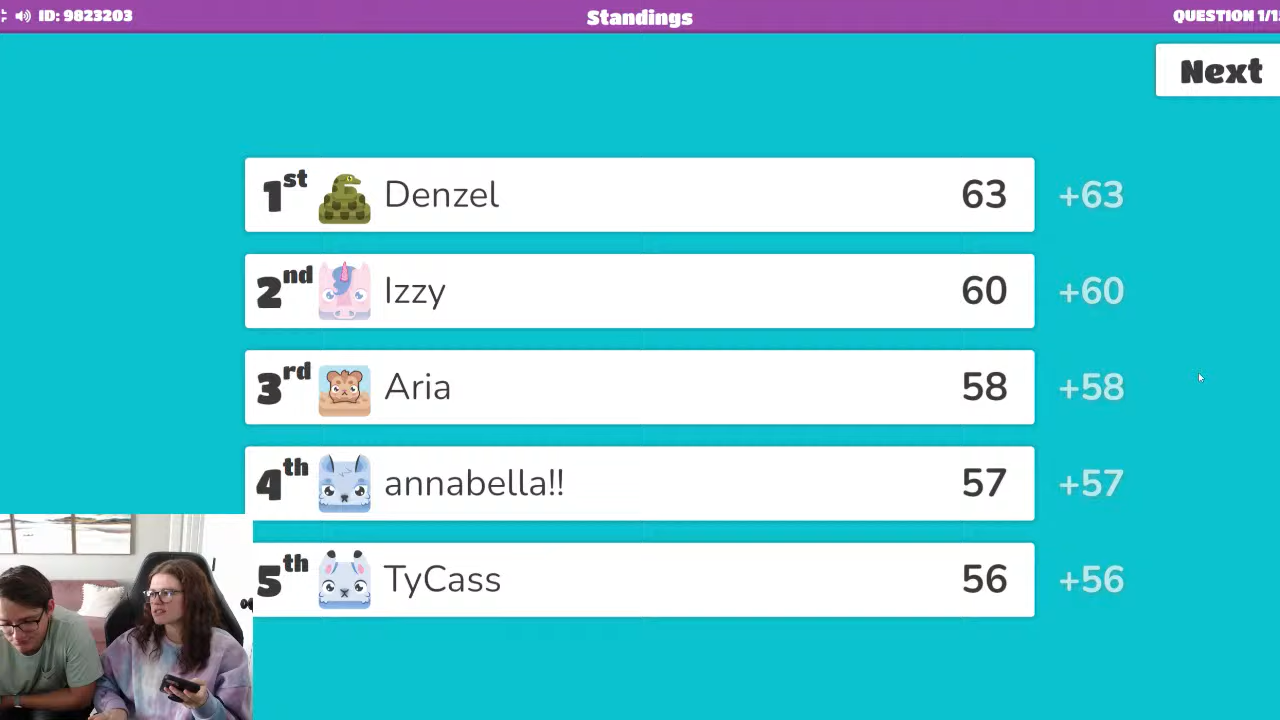 ID: 9823203 Standings QUESTION 1/1
Next
1st Denzel 63 +63
2nd Izzy 60 +60
3rd Aria 58 +58
4th annabella!! 57 +57
5th TyCass 56 +56